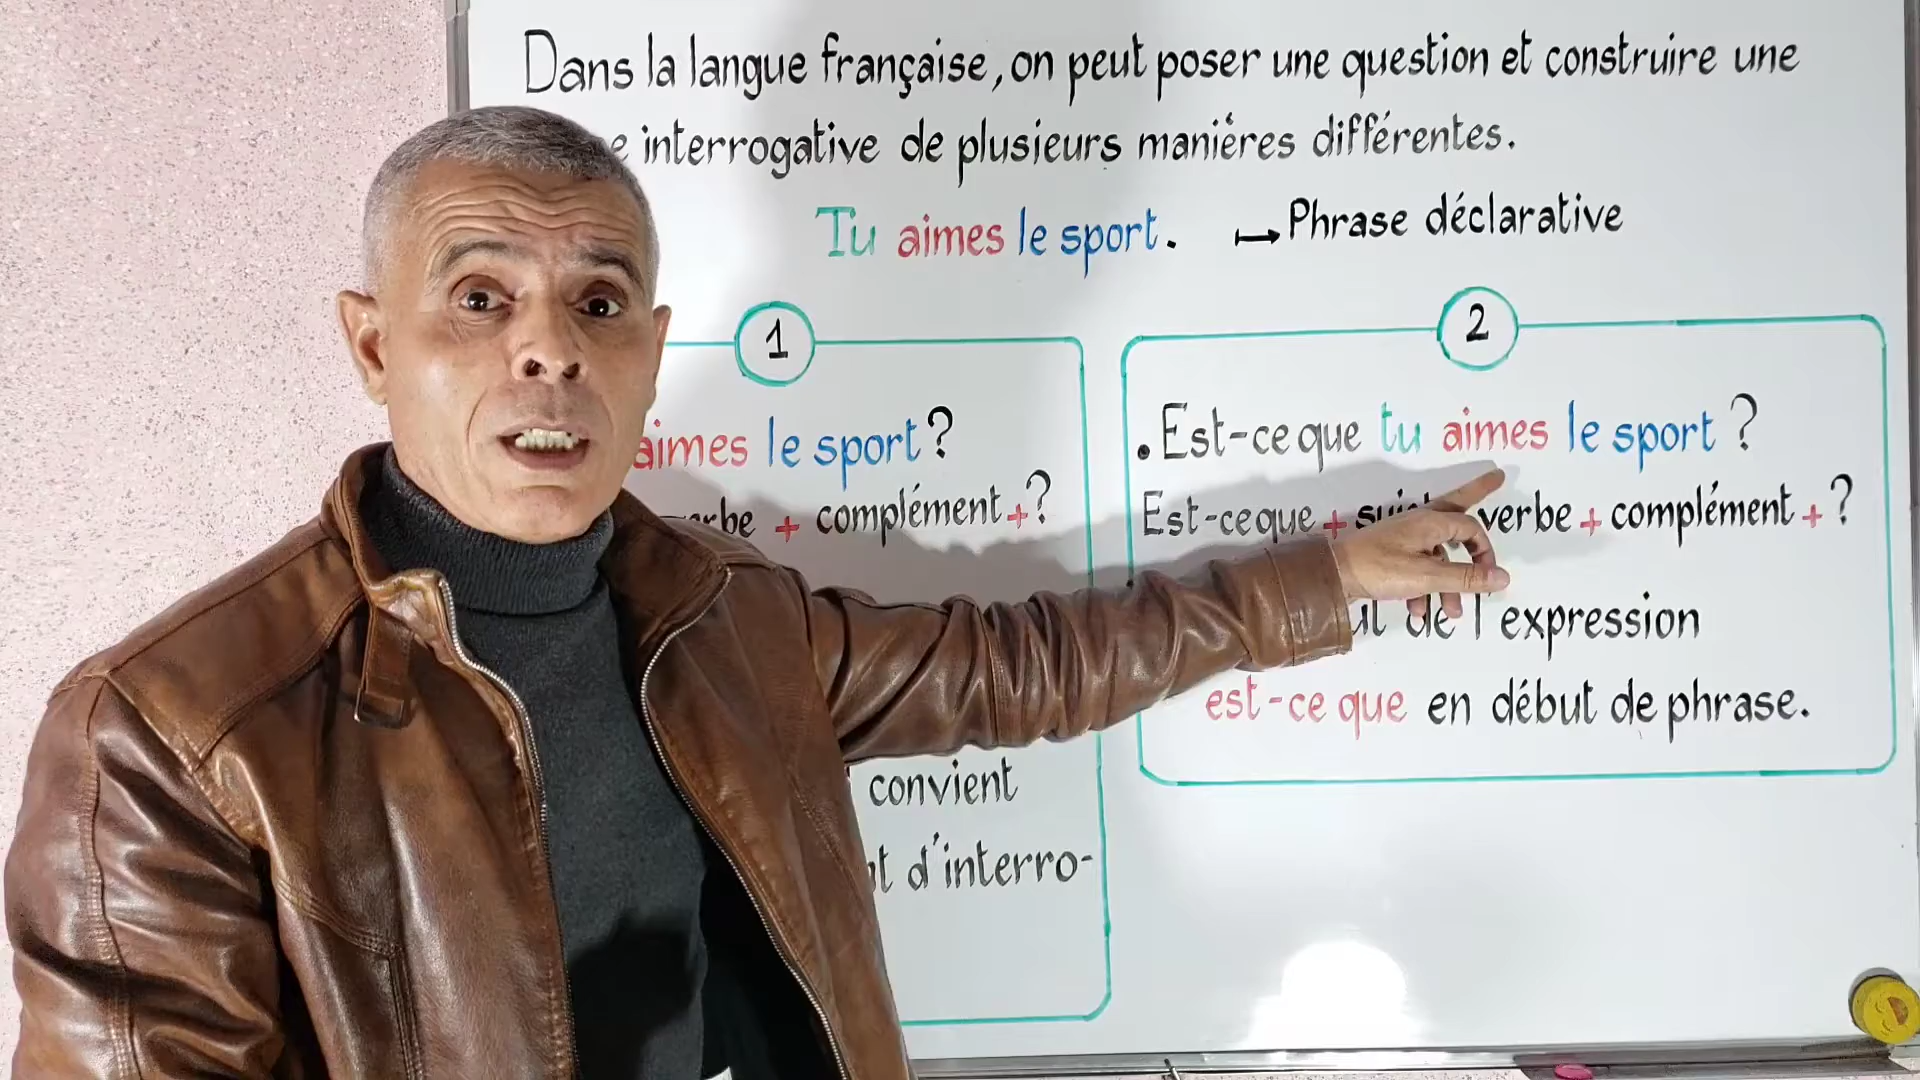 Dans la langue française, on peut poser une question et construire une
interrogative de plusieurs manières différentes.
Tu aimes le sport. ↦ Phrase déclarative
1
aimes le sport ?
+ complément + ?
convient
d'interro-
2
• Est-ce que tu aimes le sport ?
Est-ce que + verbe + complément + ?
de l'expression
est-ce que en début de phrase.